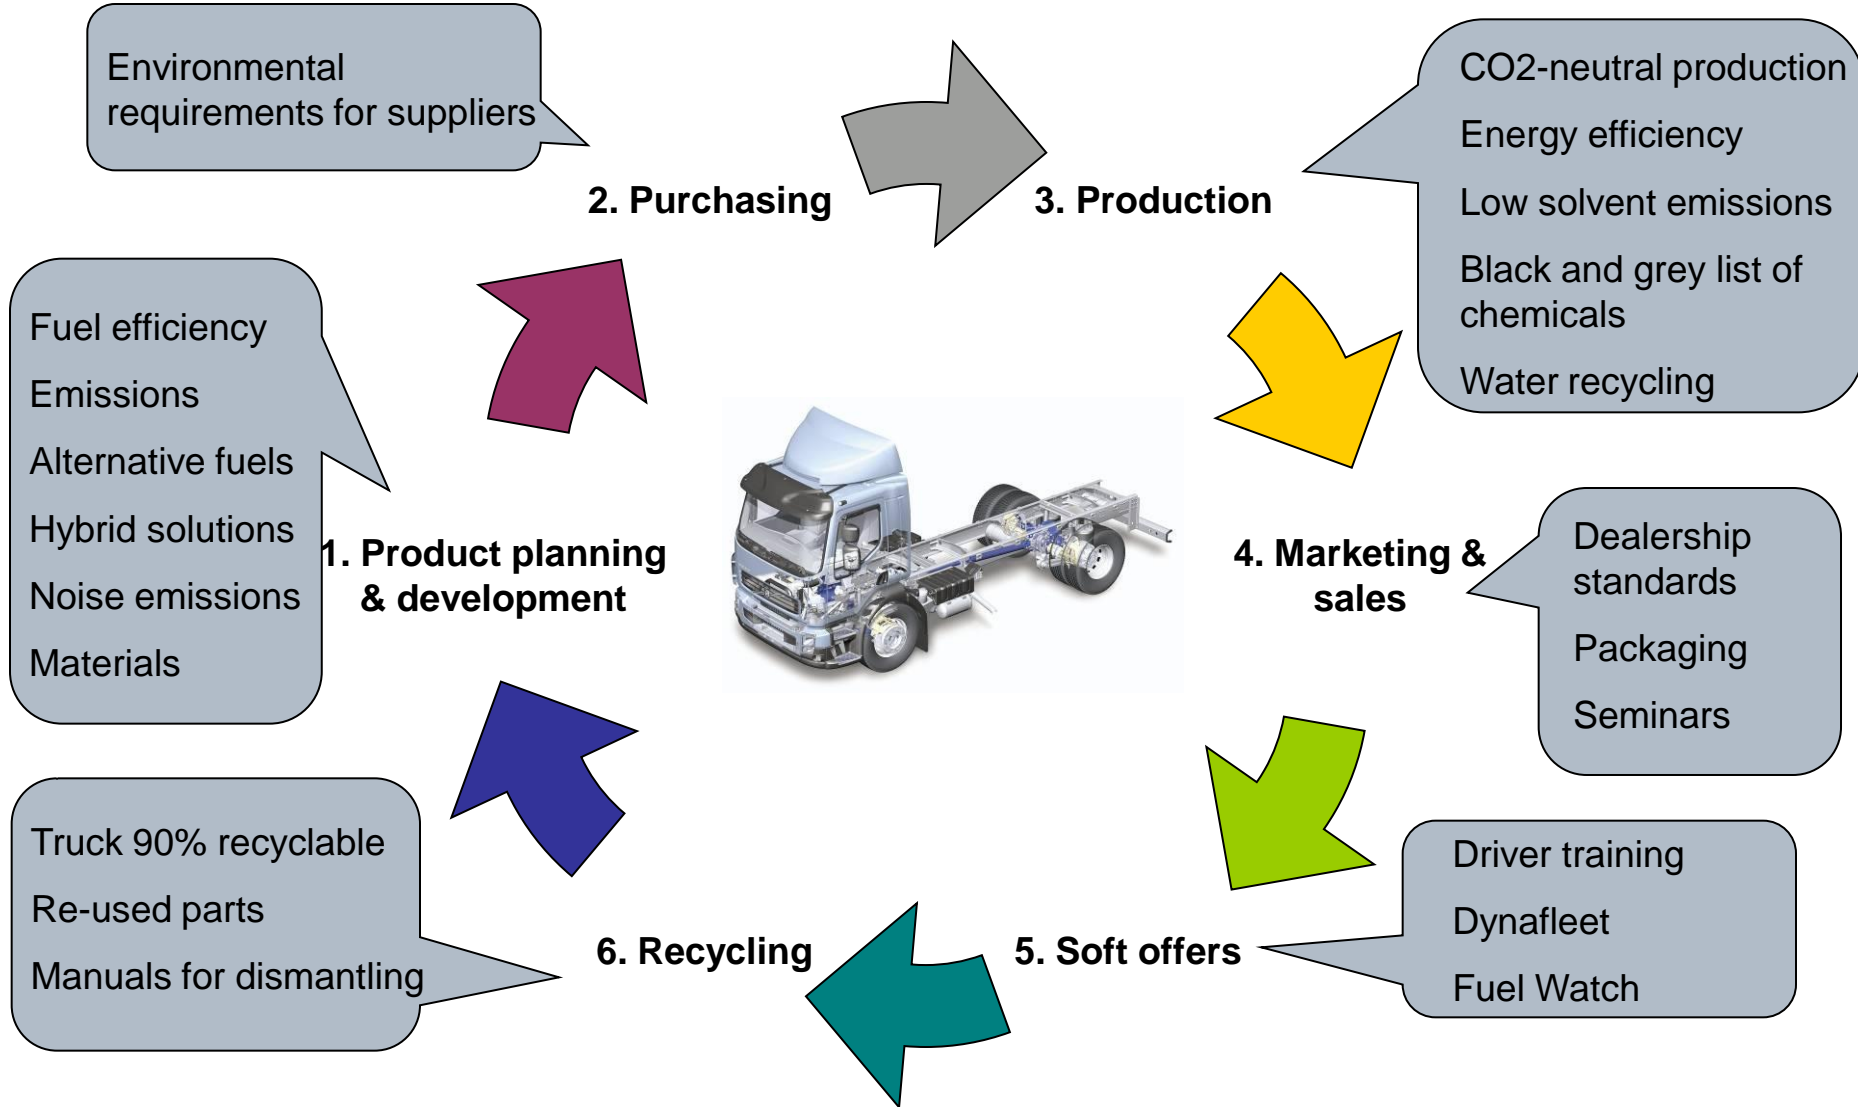 Environmental
requirements for suppliers
2. Purchasing
3. Production
CO2-neutral production
Energy efficiency
Low solvent emissions
Black and grey list of
chemicals
Water recycling
Fuel efficiency
Emissions
Alternative fuels
Hybrid solutions
Noise emissions
Materials
1. Product planning
& development
4. Marketing &
sales
Dealership
standards
Packaging
Seminars
Truck 90% recyclable
Re-used parts
Manuals for dismantling
6. Recycling
5. Soft offers
Driver training
Dynafleet
Fuel Watch